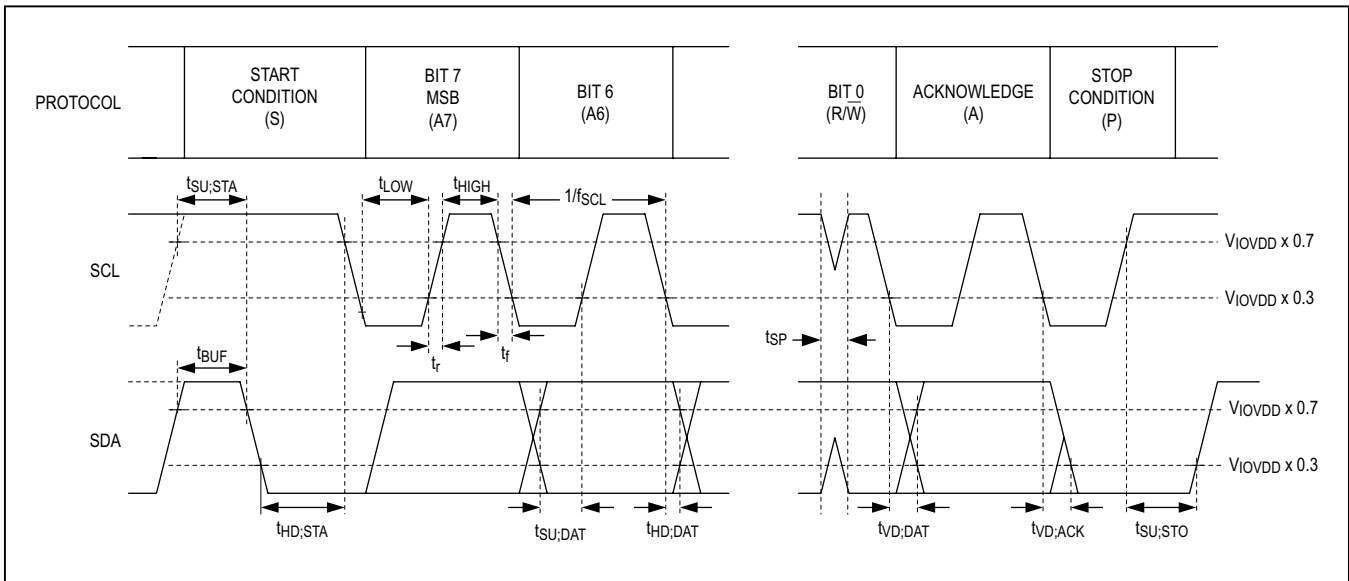 PROTOCOL
START
CONDITION
(S)
BIT 7
MSB
(A7)
BIT 6
(A6)
BIT 0
(R/W̅)
ACKNOWLEDGE
(A)
STOP
CONDITION
(P)
tSU;STA
tLOW
tHIGH
1/fSCL
SCL
VIOVDD x 0.7
VIOVDD x 0.3
tr
tf
tSP
tBUF
SDA
VIOVDD x 0.7
VIOVDD x 0.3
tHD;STA
tSU;DAT
tHD;DAT
tVD;DAT
tVD;ACK
tSU;STO